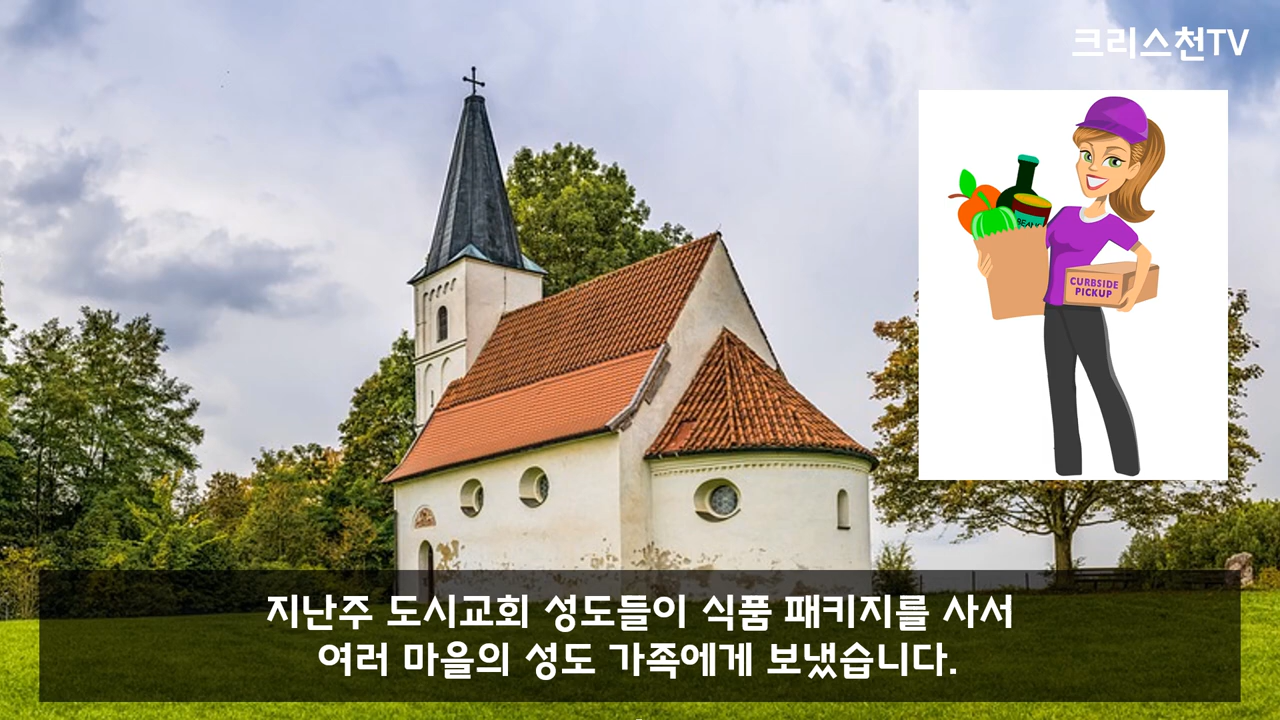 크리스천TV
BEAN
CURBSIDE
PICKUP
지난주 도시교회 성도들이 식품 패키지를 사서
여러 마을의 성도 가족에게 보냈습니다.